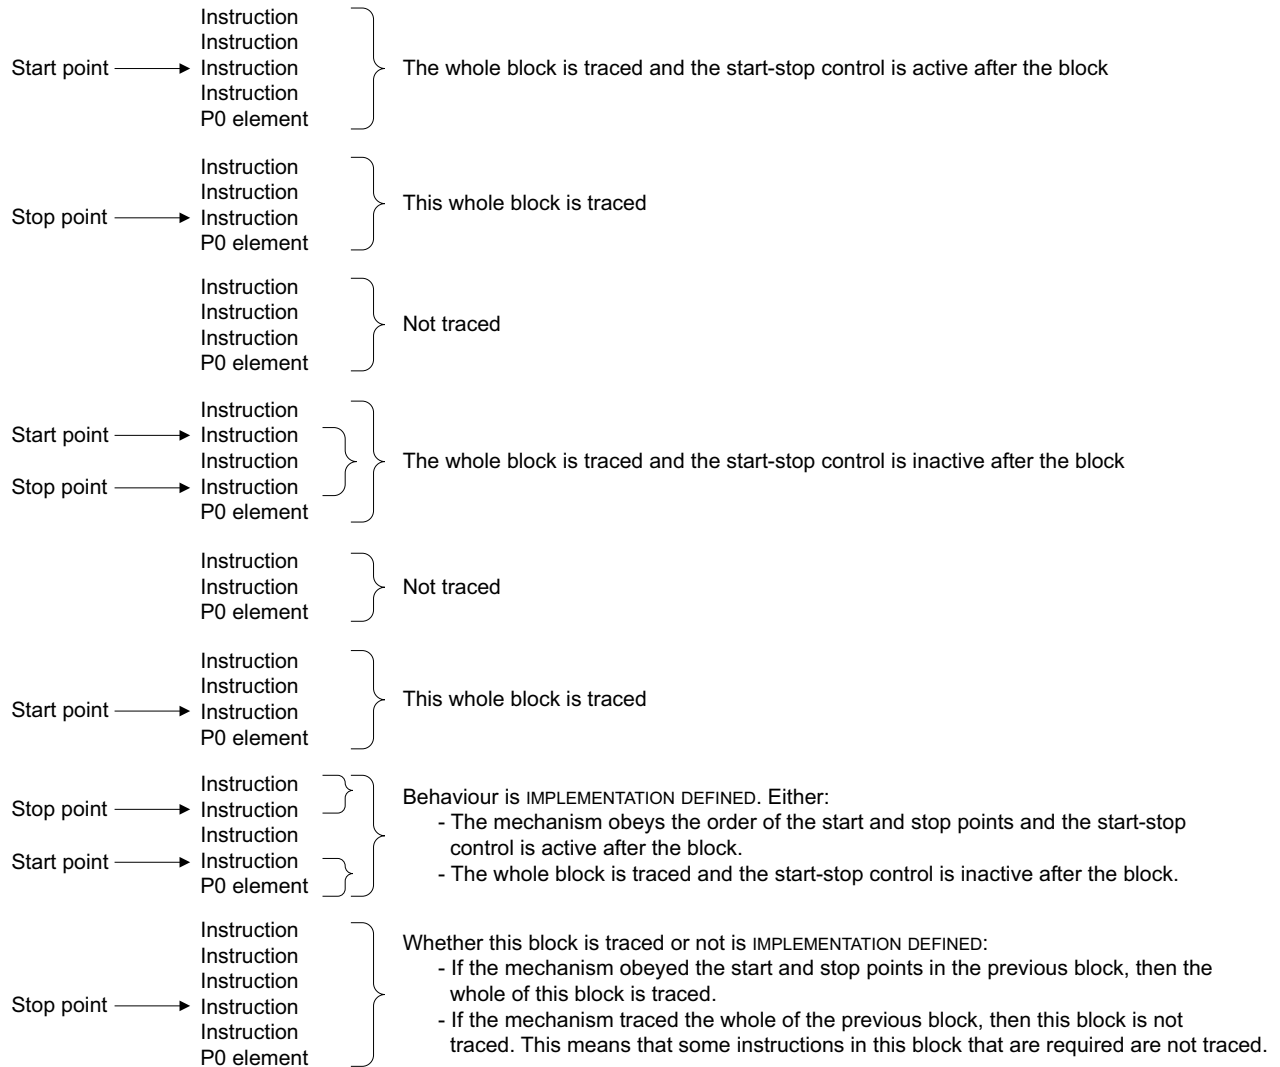 Instruction
Instruction
Start point Instruction The whole block is traced and the start-stop control is active after the block
Instruction
P0 element
Instruction
Instruction
This whole block is traced
Stop point Instruction
P0 element
Instruction
Instruction
Not traced
Instruction
P0 element
Instruction
Start point Instruction
Instruction The whole block is traced and the start-stop control is inactive after the block
Stop point Instruction
P0 element
Instruction
Instruction Not traced
P0 element
Instruction
Instruction
This whole block is traced
Start point Instruction
P0 element
Instruction
Behaviour is IMPLEMENTATION DEFINED. Either:
Stop point Instruction
- The mechanism obeys the order of the start and stop points and the start-stop
Instruction
control is active after the block.
Start point Instruction
- The whole block is traced and the start-stop control is inactive after the block.
P0 element
Instruction
Whether this block is traced or not is IMPLEMENTATION DEFINED:
Instruction
- If the mechanism obeyed the start and stop points in the previous block, then the
Instruction
whole of this block is traced.
Stop point Instruction
- If the mechanism traced the whole of the previous block, then this block is not
Instruction
traced. This means that some instructions in this block that are required are not traced.
P0 element